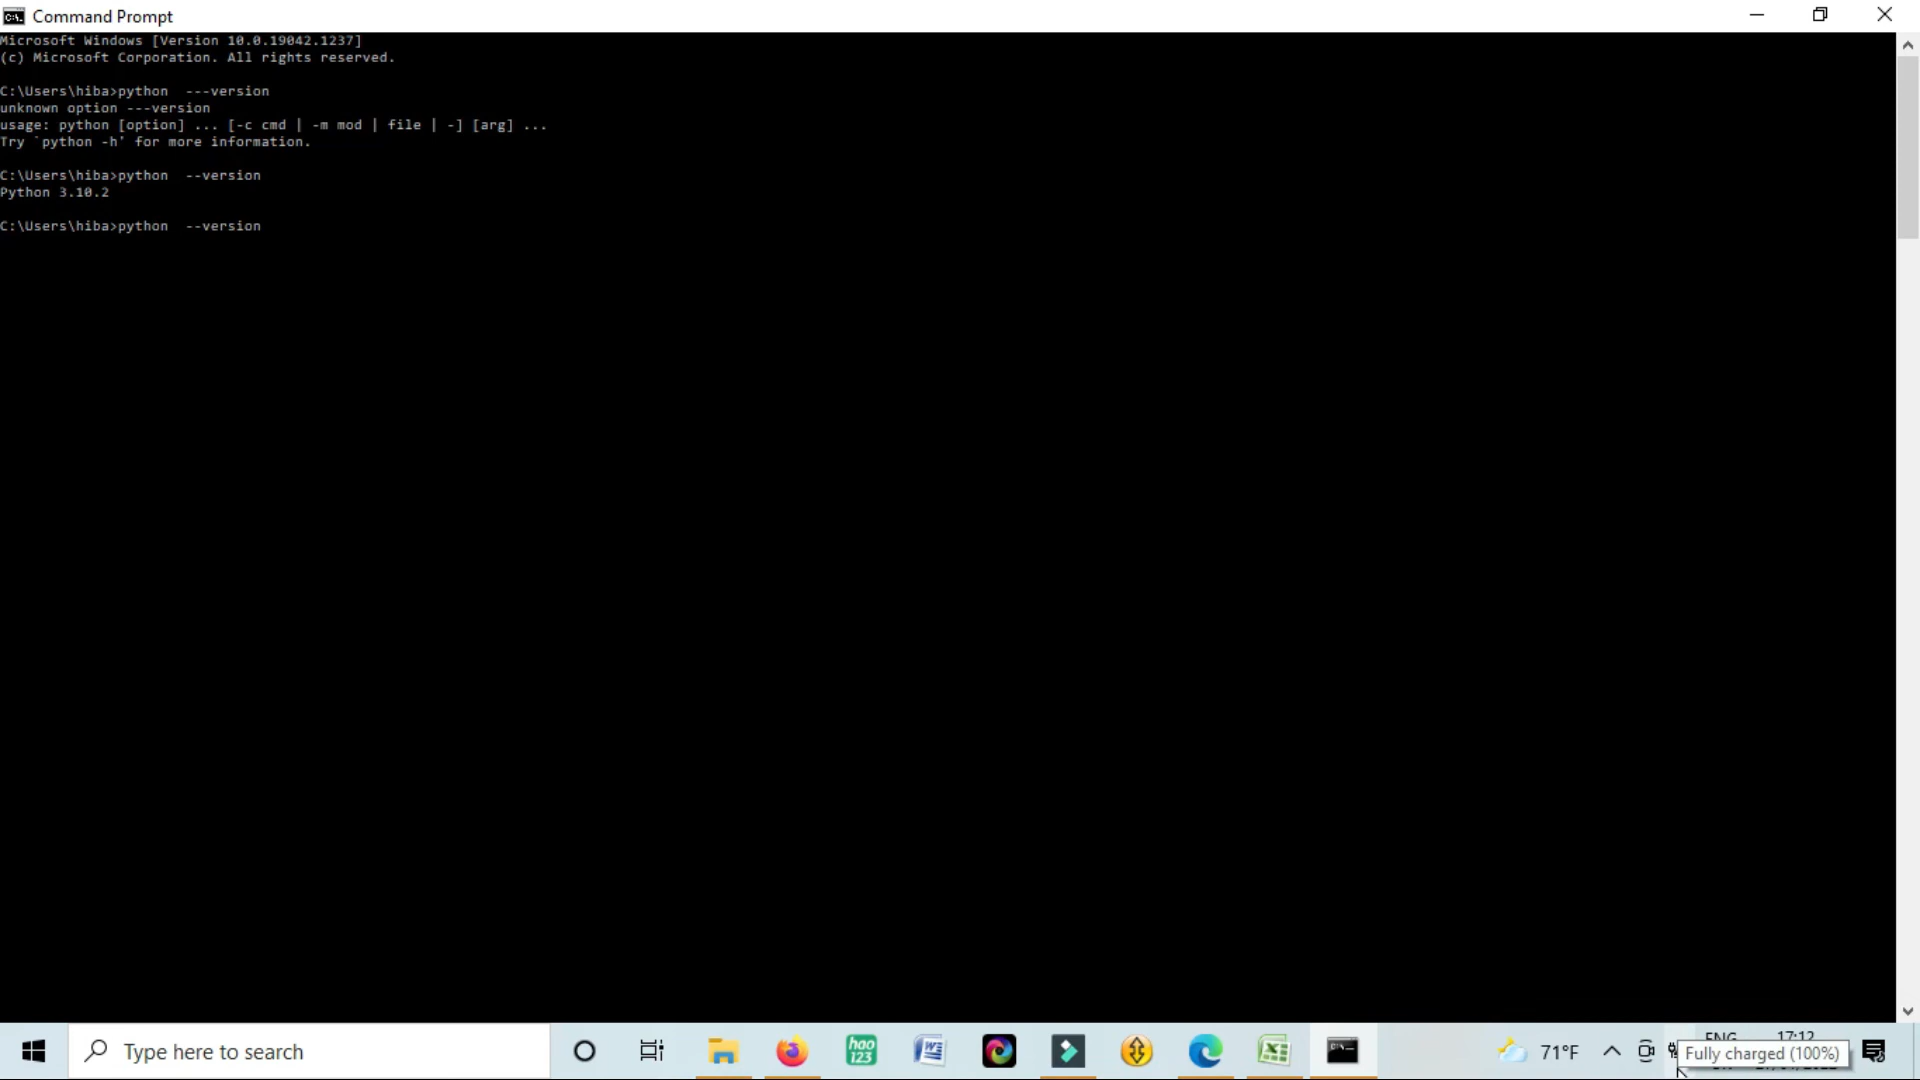 Command Prompt
Microsoft Windows [Version 10.0.19042.1237]
(c) Microsoft Corporation. All rights reserved.
C:\Users\hiba>python  ---version
unknown option ---version
usage: python [option] ... [-c cmd | -m mod | file | -] [arg] ...
Try `python -h' for more information.
C:\Users\hiba>python  --version
Python 3.10.2
C:\Users\hiba>python  --version
Type here to search
hao
123
71°F
ENG
17:12
Fully charged (100%)